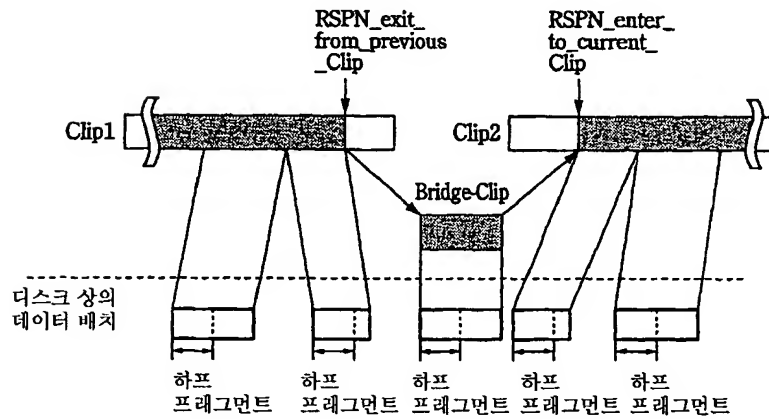 RSPN_exit_
from_previous
_Clip
RSPN_enter_
to_current_
Clip
Clip1
Clip2
Bridge-Clip
디스크 상의
데이터 배치
하프
프래그먼트
하프
프래그먼트
하프
프래그먼트
하프
프래그먼트
하프
프래그먼트